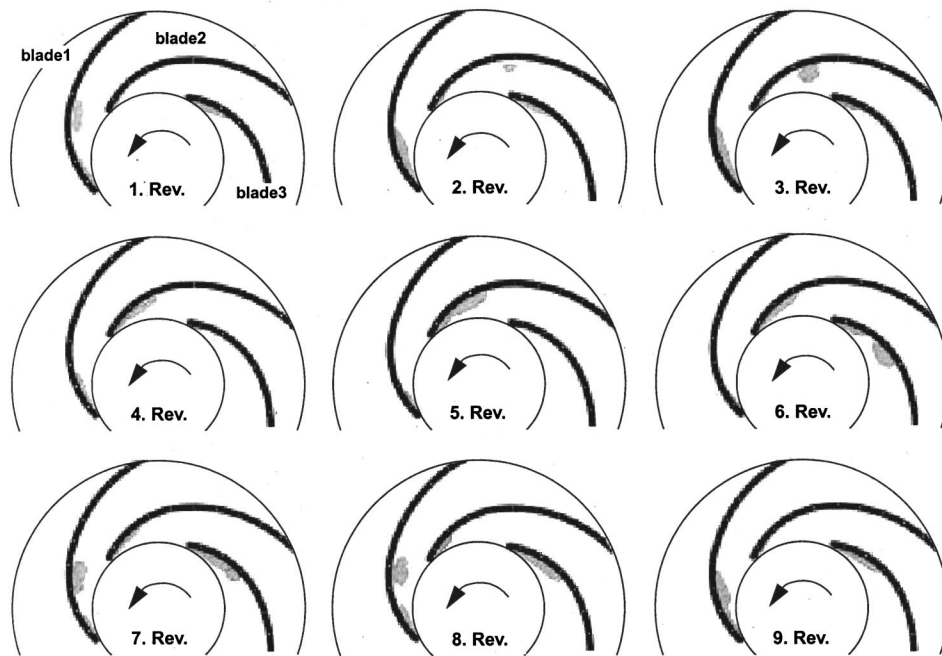 blade1
blade2
blade3
1. Rev.
2. Rev.
3. Rev.
4. Rev.
5. Rev.
6. Rev.
7. Rev.
8. Rev.
9. Rev.